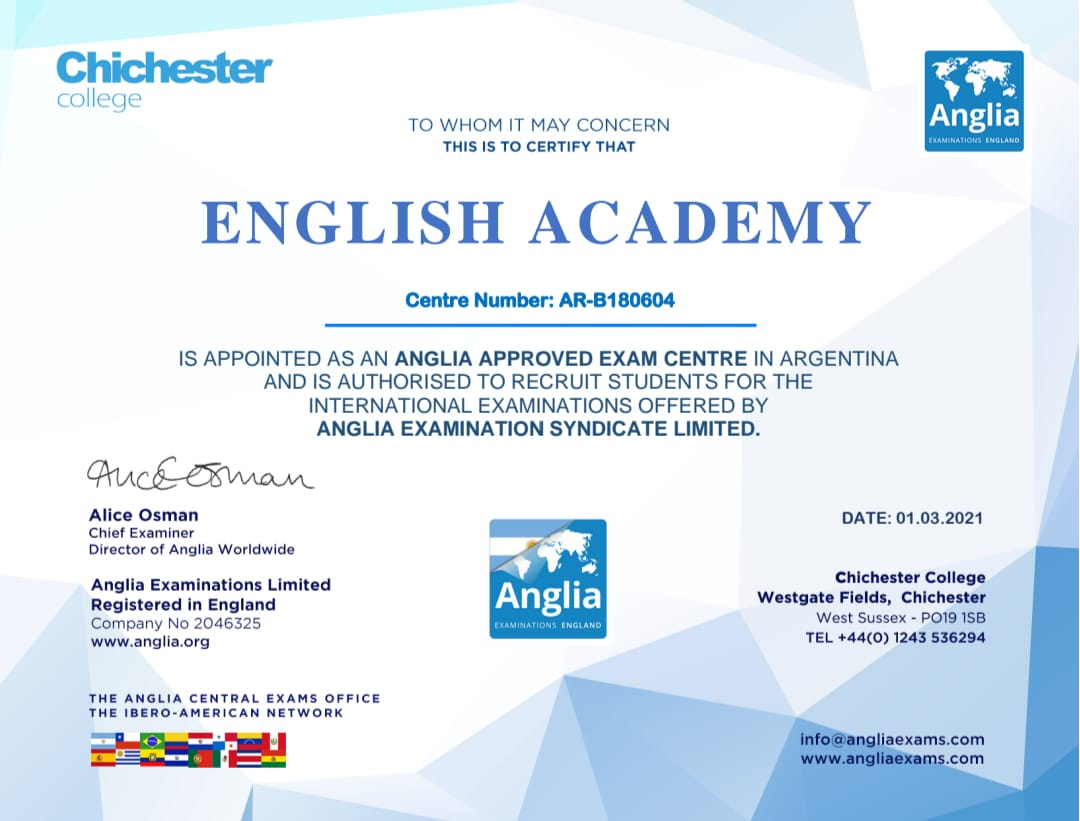 Chichester
college
Anglia
EXAMINATIONS ENGLAND
TO WHOM IT MAY CONCERN
THIS IS TO CERTIFY THAT
ENGLISH ACADEMY
Centre Number: AR-B180604
IS APPOINTED AS AN ANGLIA APPROVED EXAM CENTRE IN ARGENTINA
AND IS AUTHORISED TO RECRUIT STUDENTS FOR THE
INTERNATIONAL EXAMINATIONS OFFERED BY
ANGLIA EXAMINATION SYNDICATE LIMITED.
Alice Osman
Alice Osman
Chief Examiner
Director of Anglia Worldwide
Anglia Examinations Limited
Registered in England
Company No 2046325
www.anglia.org
THE ANGLIA CENTRAL EXAMS OFFICE
THE IBERO-AMERICAN NETWORK
Anglia
EXAMINATIONS ENGLAND
DATE: 01.03.2021
Chichester College
Westgate Fields, Chichester
West Sussex - PO19 1SB
TEL +44(0) 1243 536294
info@angliaexams.com
www.angliaexams.com